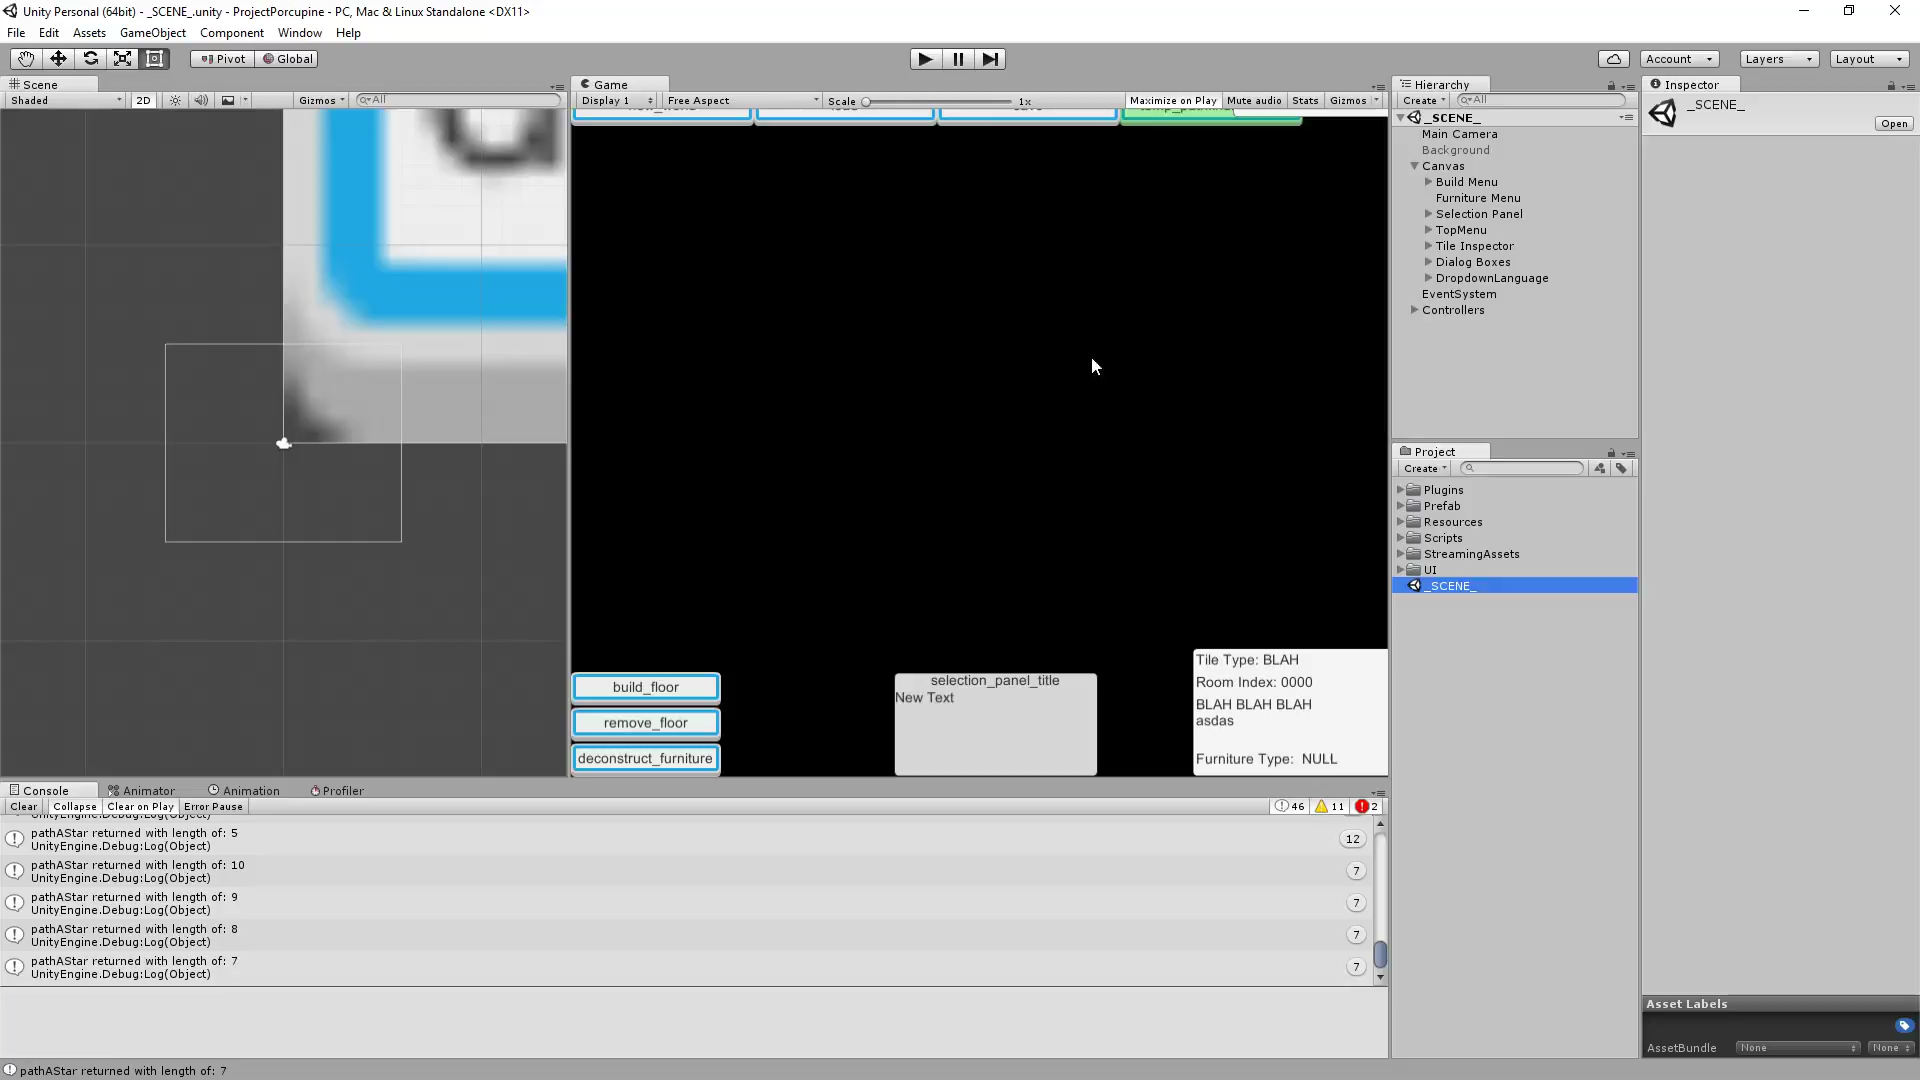 Unity Personal (64bit) - _SCENE_.unity - ProjectPorcupine - PC, Mac & Linux Standalone <DX11>
File Edit Assets GameObject Component Window Help
Pivot Global Account Layers Layout
Scene
Shaded 2D Gizmos All
Game
Display 1 Free Aspect Scale 1x Maximize on Play Mute audio Stats Gizmos
build_floor
remove_floor
deconstruct_furniture
selection_panel_title
New Text
Tile Type: BLAH
Room Index: 0000
BLAH BLAH BLAH
asdas
Furniture Type: NULL
Hierarchy
Create All
_SCENE_
Main Camera
Background
Canvas
Build Menu
Furniture Menu
Selection Panel
TopMenu
Tile Inspector
Dialog Boxes
DropdownLanguage
EventSystem
Controllers
Project
Create
Plugins
Prefab
Resources
Scripts
StreamingAssets
UI
_SCENE_
Inspector
_SCENE_
Open
Asset Labels
AssetBundle None None
Console Animator Animation Profiler
Clear Collapse Clear on Play Error Pause 46 11 2
UnityEngine.Debug:Log(Object)
pathAStar returned with length of: 5
UnityEngine.Debug:Log(Object)
12
pathAStar returned with length of: 10
UnityEngine.Debug:Log(Object)
7
pathAStar returned with length of: 9
UnityEngine.Debug:Log(Object)
7
pathAStar returned with length of: 8
UnityEngine.Debug:Log(Object)
7
pathAStar returned with length of: 7
UnityEngine.Debug:Log(Object)
7
pathAStar returned with length of: 7